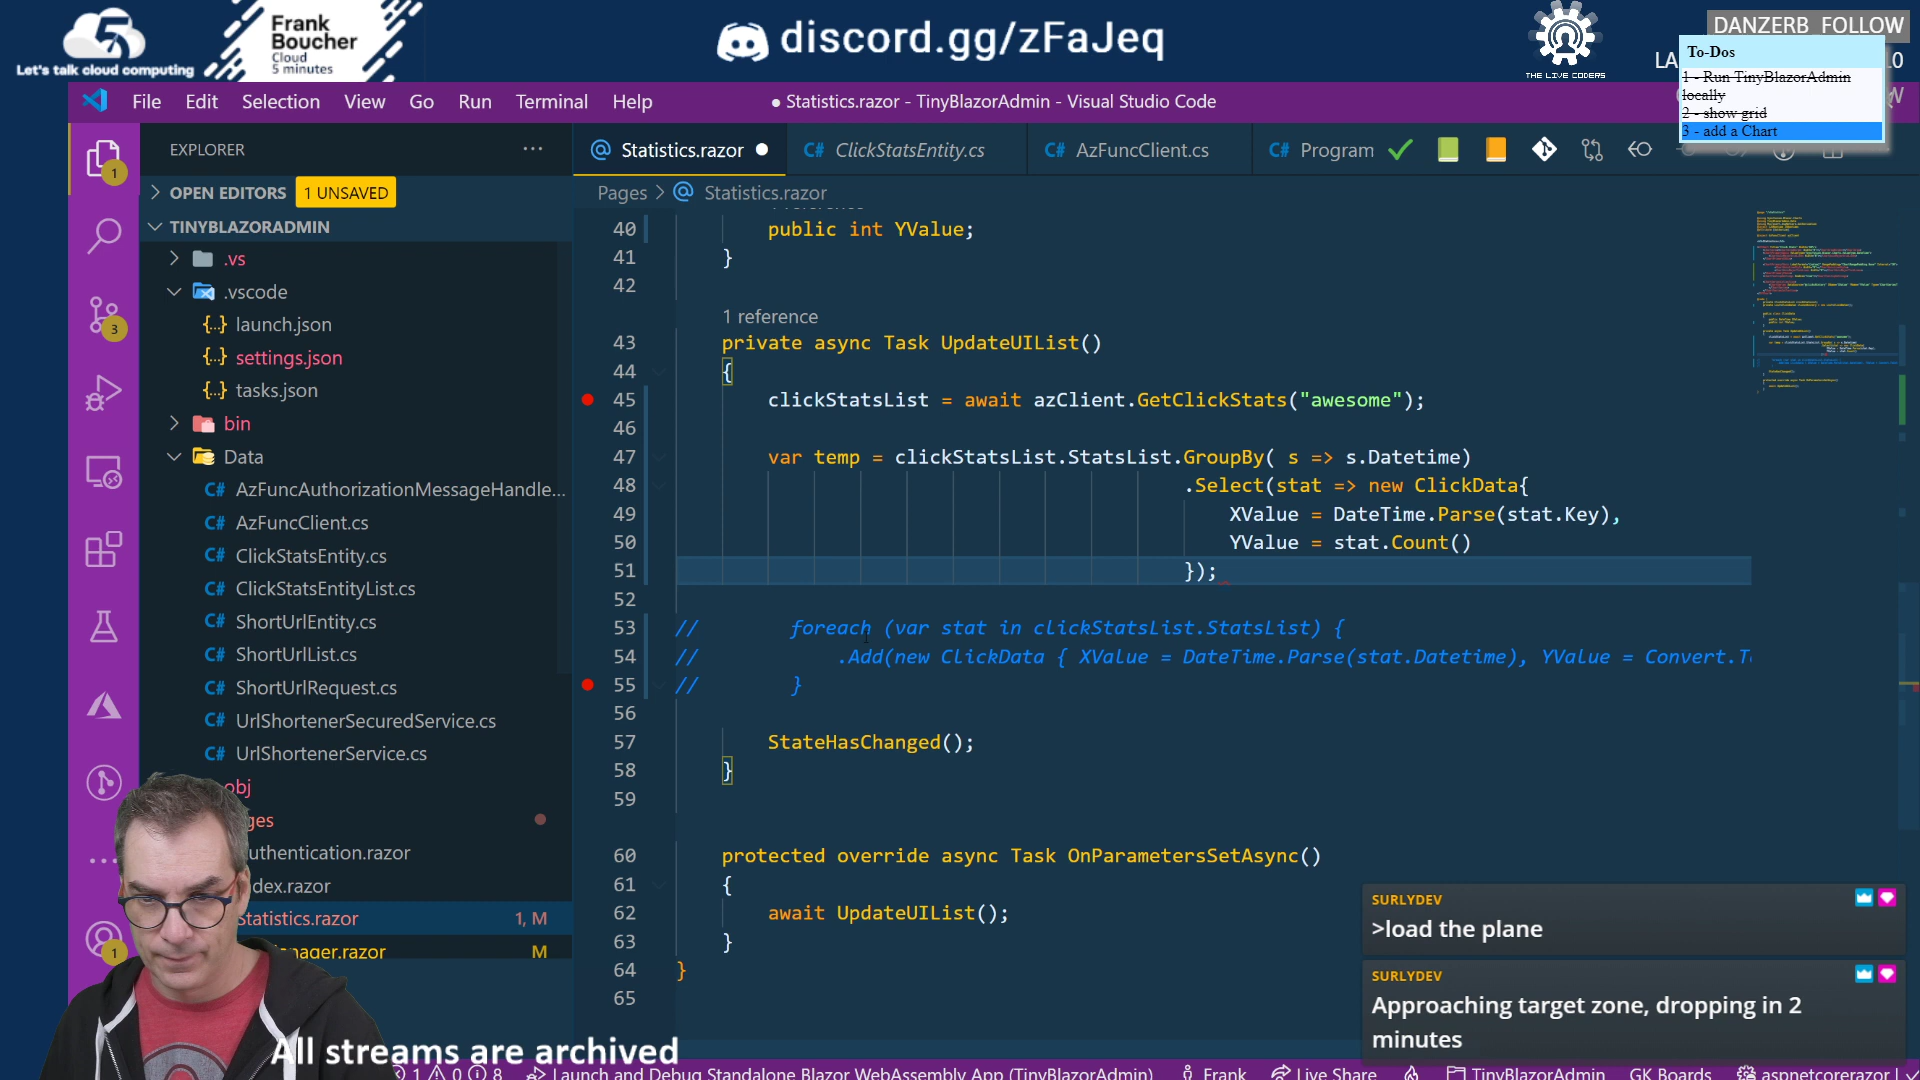 Let's talk cloud computing
Frank
Boucher
Cloud
5 minutes
discord.gg/zFaJeq
THE LIVE CODERS
DANZERB FOLLOW
To-Dos
1 - Run TinyBlazorAdmin
locally
2 - show grid
3 - add a Chart
File Edit Selection View Go Run Terminal Help
● Statistics.razor - TinyBlazorAdmin - Visual Studio Code
EXPLORER
Statistics.razor
C# ClickStatsEntity.cs
C# AzFuncClient.cs
C# Program
OPEN EDITORS 1 UNSAVED
Pages > Statistics.razor
TINYBLAZORADMIN
.vs
.vscode
{..} launch.json
{..} settings.json
{..} tasks.json
bin
Data
C# AzFuncAuthorizationMessageHandle...
C# AzFuncClient.cs
C# ClickStatsEntity.cs
C# ClickStatsEntityList.cs
C# ShortUrlEntity.cs
C# ShortUrlList.cs
C# ShortUrlRequest.cs
C# UrlShortenerSecuredService.cs
C# UrlShortenerService.cs
obj
ges
uthentication.razor
dex.razor
Statistics.razor 1, M
anager.razor M
1
3
1
40 public int YValue;
41 }
42
1 reference
43 private async Task UpdateUIList()
44 {
45 clickStatsList = await azClient.GetClickStats("awesome");
46
47 var temp = clickStatsList.StatsList.GroupBy( s => s.Datetime)
48 .Select(stat => new ClickData{
49 XValue = DateTime.Parse(stat.Key),
50 YValue = stat.Count()
51 });
52
53 // foreach (var stat in clickStatsList.StatsList) {
54 // .Add(new ClickData { XValue = DateTime.Parse(stat.Datetime), YValue = Convert.T
55 // }
56
57 StateHasChanged();
58 }
59
60 protected override async Task OnParametersSetAsync()
61 {
62 await UpdateUIList();
63 }
64 }
65
SURLYDEV
>load the plane
SURLYDEV
Approaching target zone, dropping in 2
minutes
All streams are archived
1 0 8 Launch and Debug Standalone Blazor WebAssembly App (TinyBlazorAdmin) Frank Live Share TinyBlazorAdmin GK Boards aspnetcorerazor